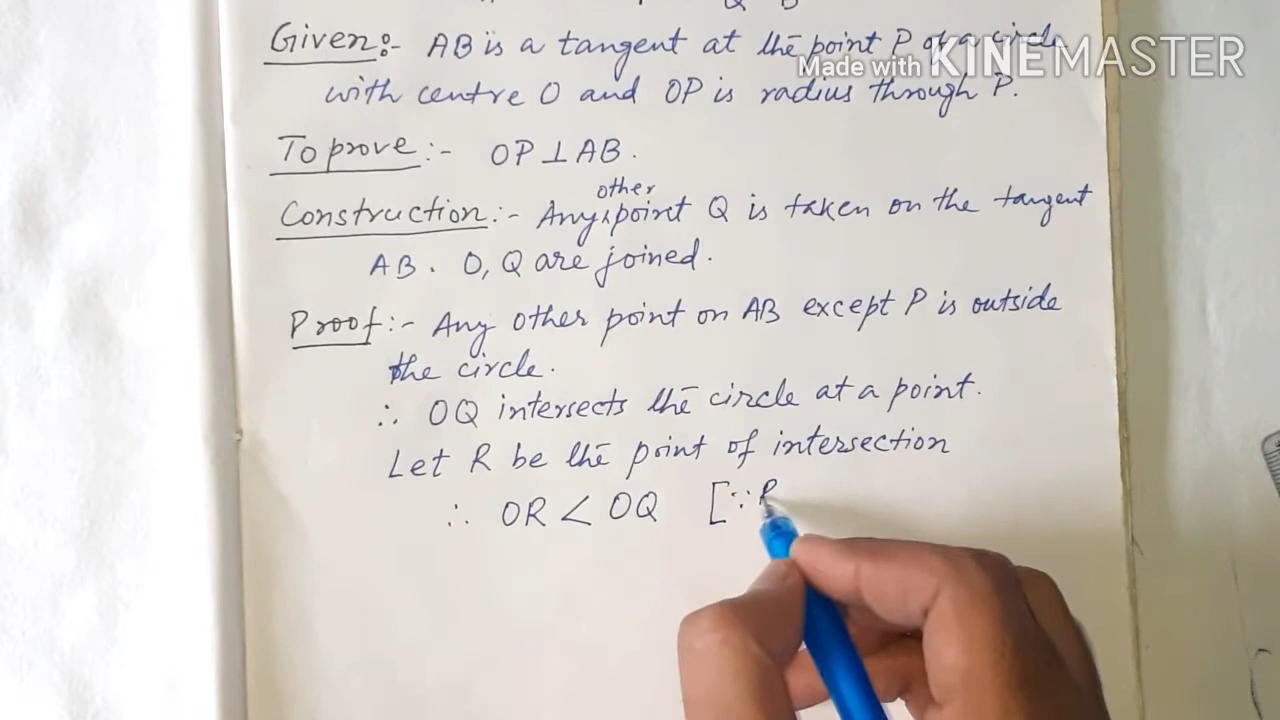 Q B
Given:- AB is a tangent at the point P of a circle
Made with KINEMASTER
with centre O and OP is radius through P.
To prove:- OP⊥AB.
other
Construction:- Any‸point Q is taken on the tangent
AB. O, Q are joined.
Proof:- Any other point on AB except P is outside
the circle.
∴ OQ intersects the circle at a point.
Let R be the point of intersection
∴ OR < OQ [∵ R